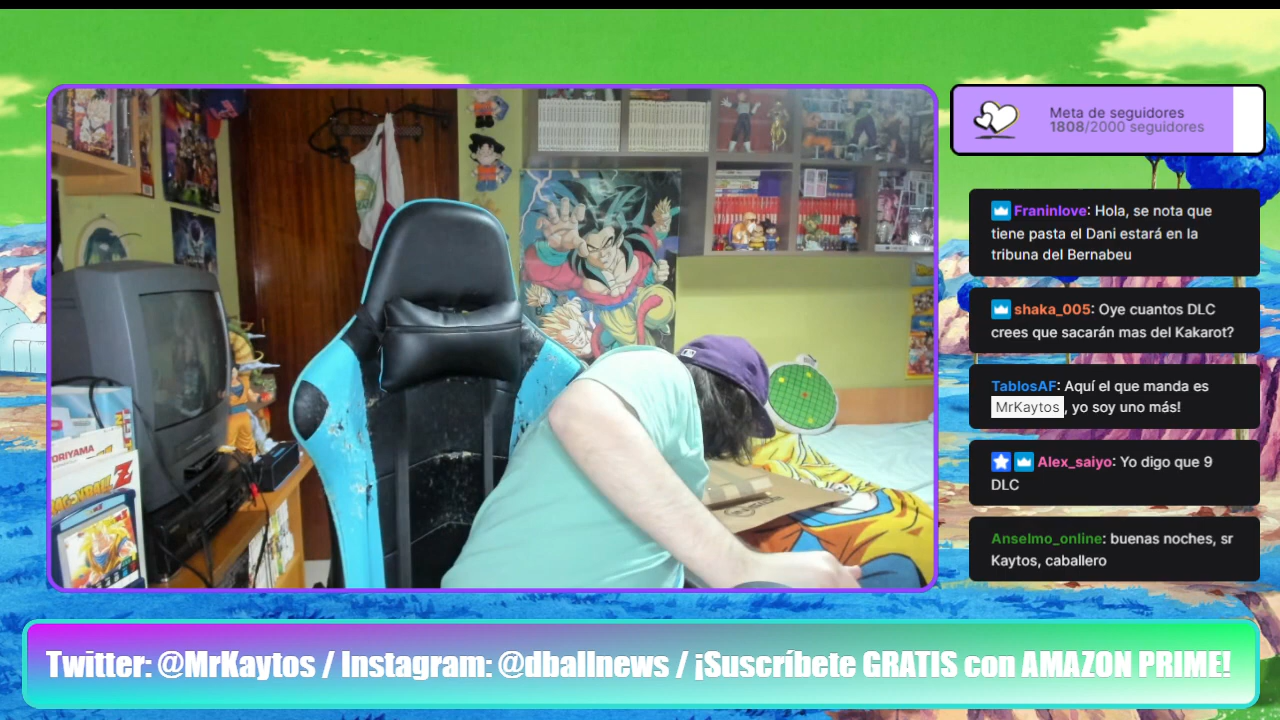 Meta de seguidores
1808/2000 seguidores
Franinlove: Hola, se nota que
tiene pasta el Dani estará en la
tribuna del Bernabeu
shaka_005: Oye cuantos DLC
crees que sacarán mas del Kakarot?
TablosAF: Aquí el que manda es
MrKaytos, yo soy uno más!
Alex_saiyo: Yo digo que 9
DLC
Anselmo_online: buenas noches, sr
Kaytos, caballero
ORIYAMA
DRAGON BALL Z
Twitter: @MrKaytos / Instagram: @dballnews / ¡Suscríbete GRATIS con AMAZON PRIME!